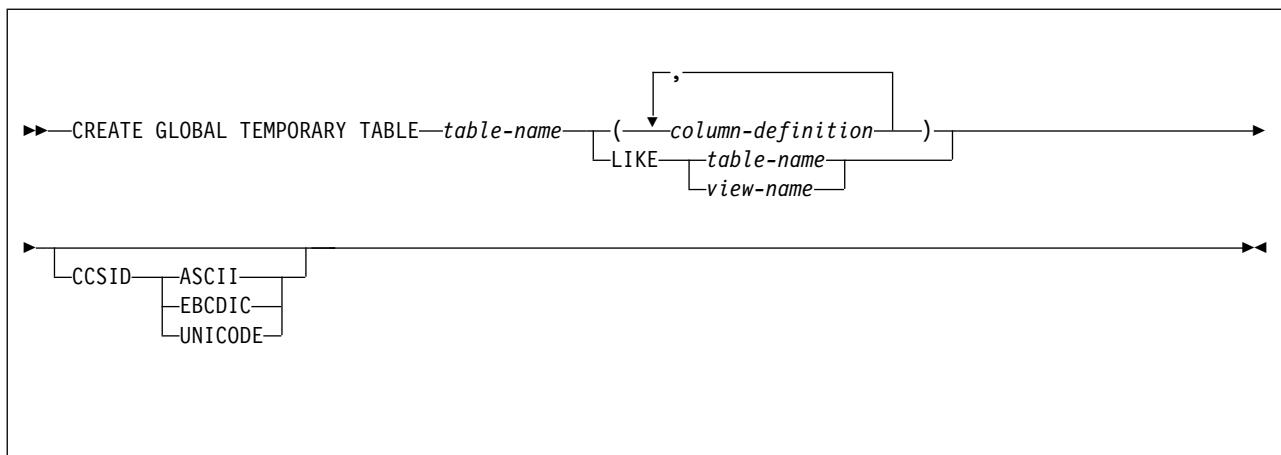 ,
CREATE GLOBAL TEMPORARY TABLE table-name ( column-definition )
LIKE table-name
view-name
CCSID ASCII
EBCDIC
UNICODE